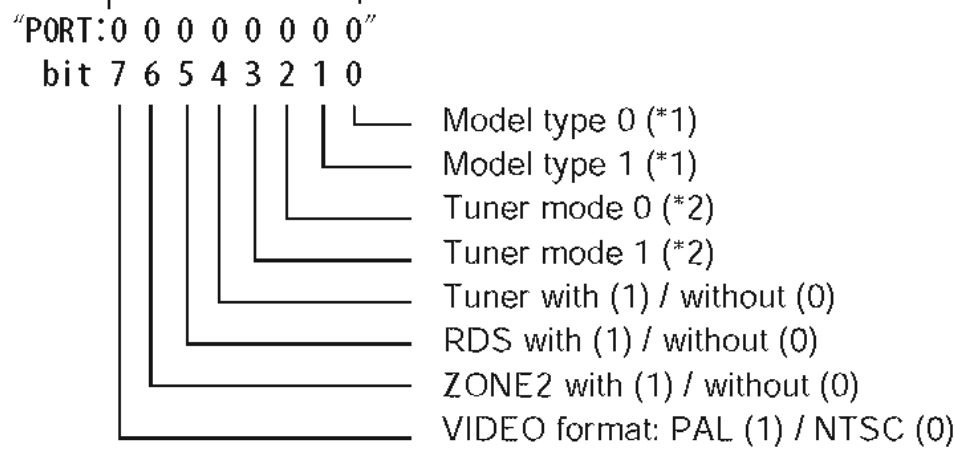 “PORT:0 0 0 0 0 0 0 0”
bit 7 6 5 4 3 2 1 0
Model type 0 (*1)
Model type 1 (*1)
Tuner mode 0 (*2)
Tuner mode 1 (*2)
Tuner with (1) / without (0)
RDS with (1) / without (0)
ZONE2 with (1) / without (0)
VIDEO format: PAL (1) / NTSC (0)